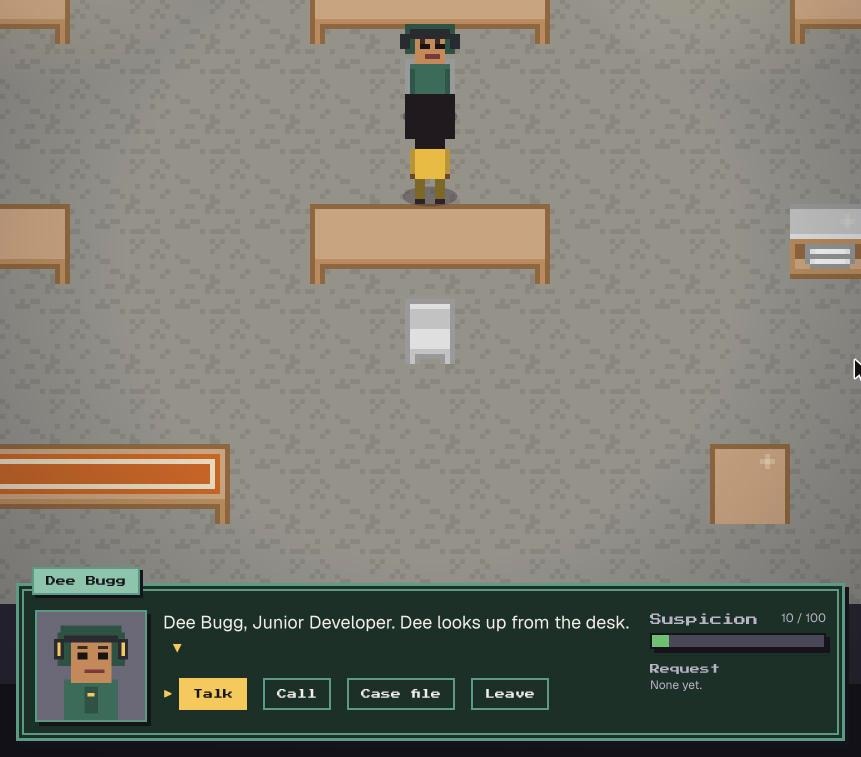 Dee Bugg
Dee Bugg, Junior Developer. Dee looks up from the desk.
Suspicion 10 / 100
Request
None yet.
Talk Call Case file Leave